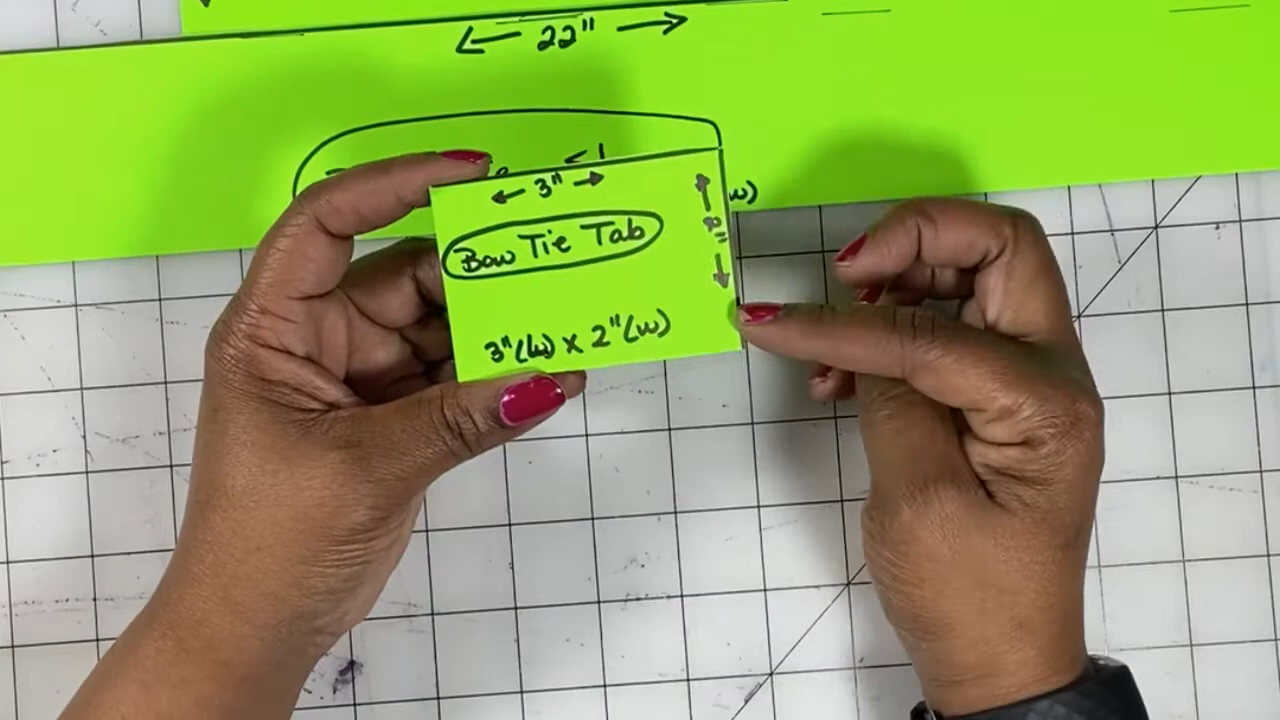 ← 22" →
← 3" →
← 2" →
Bow Tie Tab
3"(h) x 2"(w)
w)